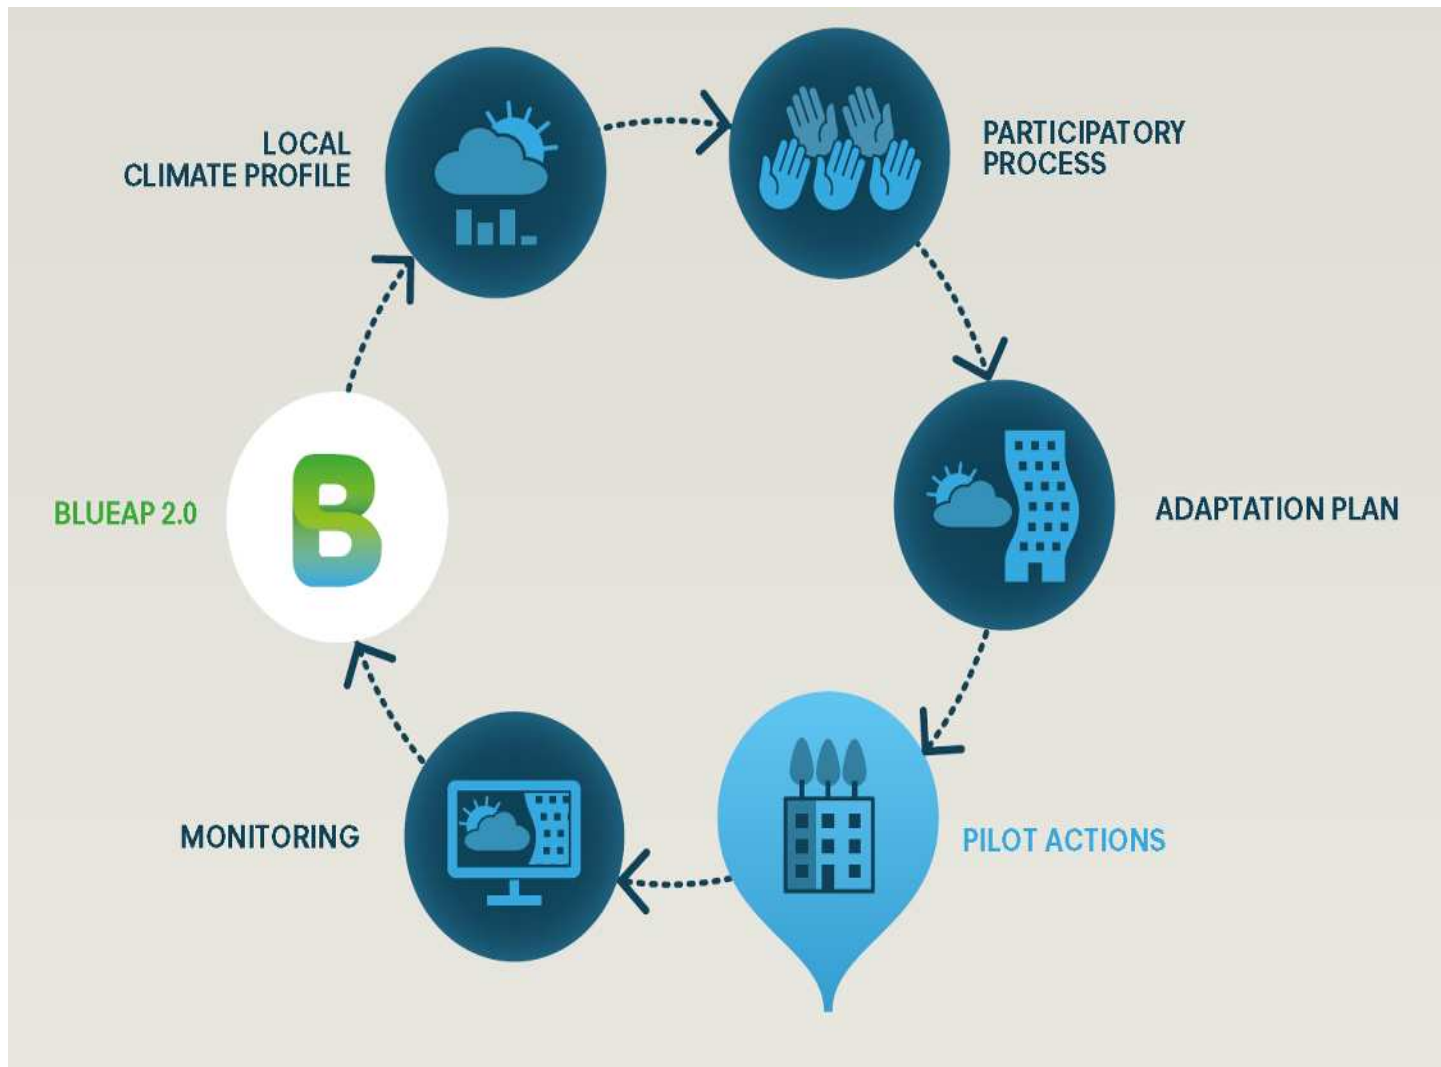 LOCAL
CLIMATE PROFILE
PARTICIPATORY
PROCESS
BLUEAP 2.0
B
ADAPTATION PLAN
MONITORING
PILOT ACTIONS